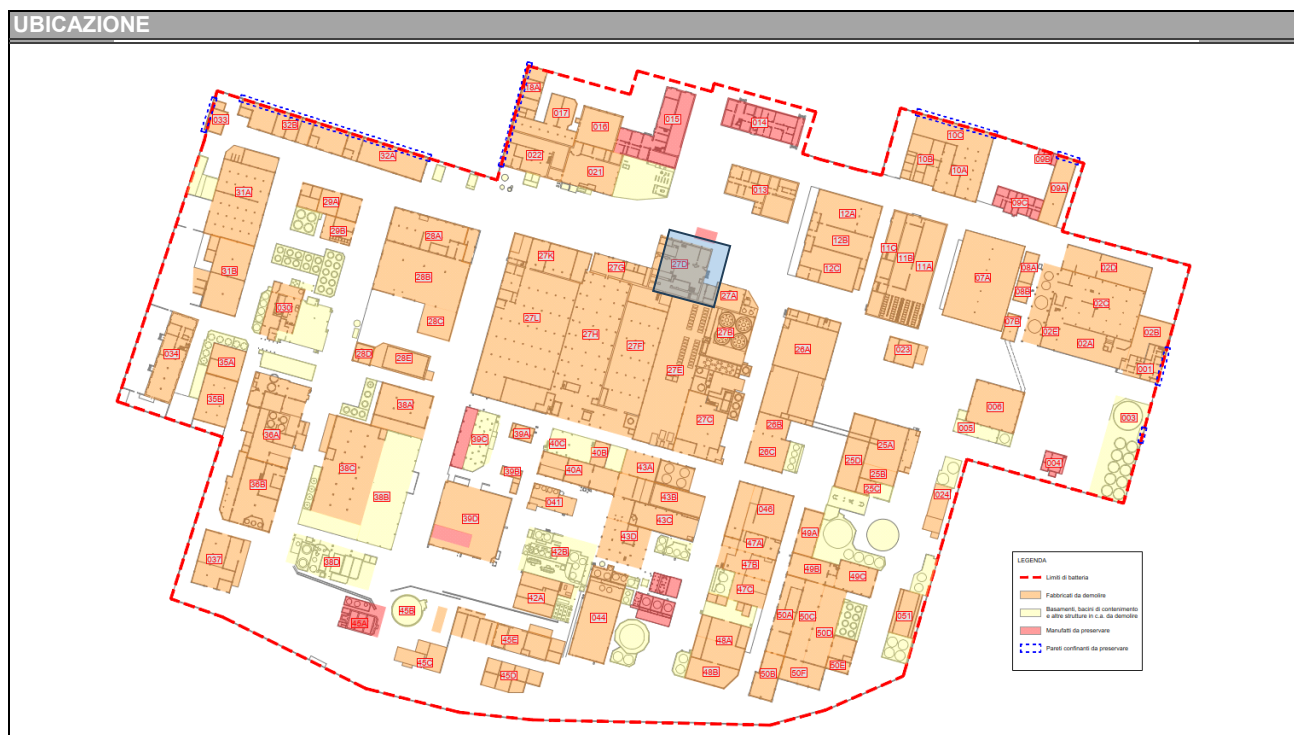 UBICAZIONE
18A
017
016
015
014
033
32B
32A
022
021
10C
10B
10A
09B
09A
09C
013
31A
29A
29B
28A
12A
12B
12C
11C
11B
11A
07A
08A
08B
02D
02C
27K
27G
27D
27A
31B
28B
28C
030
27L
27H
27F
27B
27E
07B
02E
02A
02B
001
034
35A
35B
28D
28E
26A
023
006
005
003
38A
39C
39A
27C
26B
26C
25A
25D
25B
25C
36A
36B
38C
38B
40C
40B
40A
43A
43B
43C
43D
39B
39D
041
004
024
046
47A
47B
47C
49A
49B
49C
037
38D
42B
42A
044
45A
45B
45C
45E
45D
48A
48B
50A
50C
50D
50E
50F
50B
051
LEGENDA
Limiti di batteria
Fabbricati da demolire
Basamenti, bacini di contenimento
e altre strutture in c.a. da demolire
Manufatti da preservare
Pareti confinanti da preservare